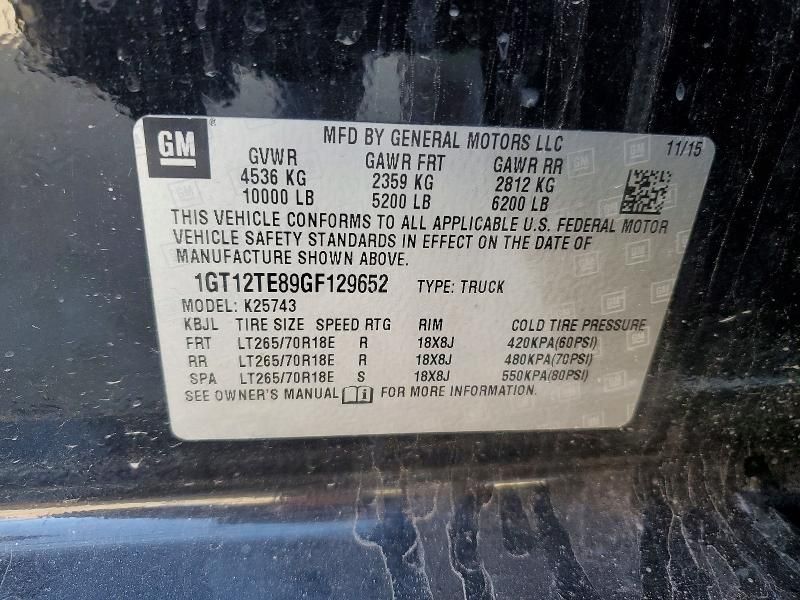 GM
MFD BY GENERAL MOTORS LLC 11/15
GVWR GAWR FRT GAWR RR
4536 KG 2359 KG 2812 KG
10000 LB 5200 LB 6200 LB
THIS VEHICLE CONFORMS TO ALL APPLICABLE U.S. FEDERAL MOTOR
VEHICLE SAFETY STANDARDS IN EFFECT ON THE DATE OF
MANUFACTURE SHOWN ABOVE.
1GT12TE89GF129652 TYPE: TRUCK
MODEL: K25743
KBJL TIRE SIZE SPEED RTG RIM COLD TIRE PRESSURE
FRT LT265/70R18E R 18X8J 420KPA(60PSI)
RR LT265/70R18E R 18X8J 480KPA(70PSI)
SPA LT265/70R18E S 18X8J 550KPA(80PSI)
SEE OWNER'S MANUAL FOR MORE INFORMATION.